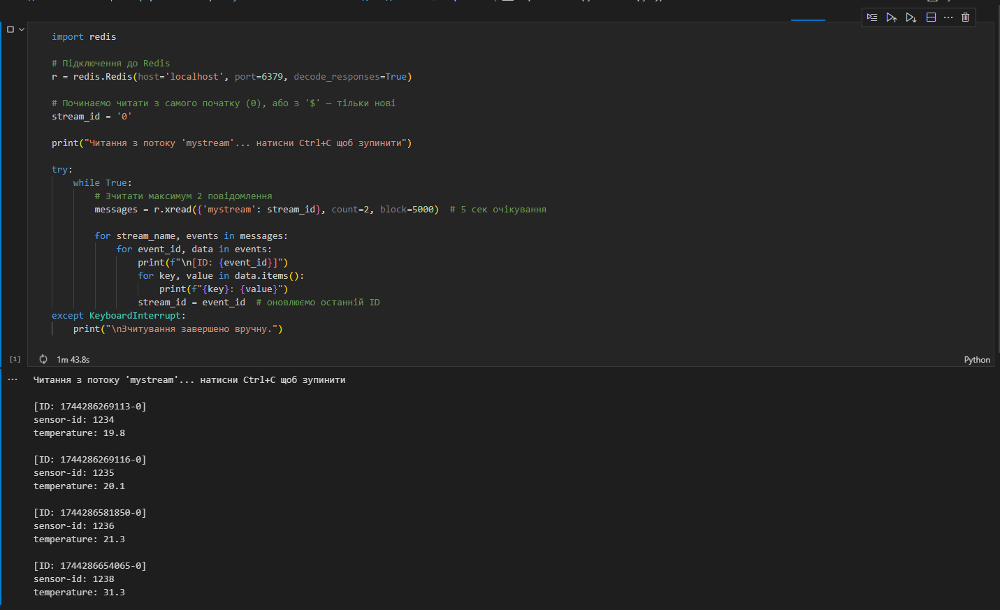 import redis
# Підключення до Redis
r = redis.Redis(host='localhost', port=6379, decode_responses=True)
# Починаємо читати з самого початку (0), або з '$' — тільки нові
stream_id = '0'
print("Читання з потоку 'mystream'... натисни Ctrl+C щоб зупинити")
try:
    while True:
        # Зчитати максимум 2 повідомлення
        messages = r.xread({'mystream': stream_id}, count=2, block=5000)  # 5 сек очікування
        for stream_name, events in messages:
            for event_id, data in events:
                print(f"\n[ID: {event_id}]")
                for key, value in data.items():
                    print(f"{key}: {value}")
                stream_id = event_id  # оновлюємо останній ID
except KeyboardInterrupt:
    print("\nЗчитування завершено вручну.")
[1]
1m 43.8s
Python
Читання з потоку 'mystream'... натисни Ctrl+C щоб зупинити
[ID: 1744286269113-0]
sensor-id: 1234
temperature: 19.8
[ID: 1744286269116-0]
sensor-id: 1235
temperature: 20.1
[ID: 1744286581850-0]
sensor-id: 1236
temperature: 21.3
[ID: 1744286654065-0]
sensor-id: 1238
temperature: 31.3